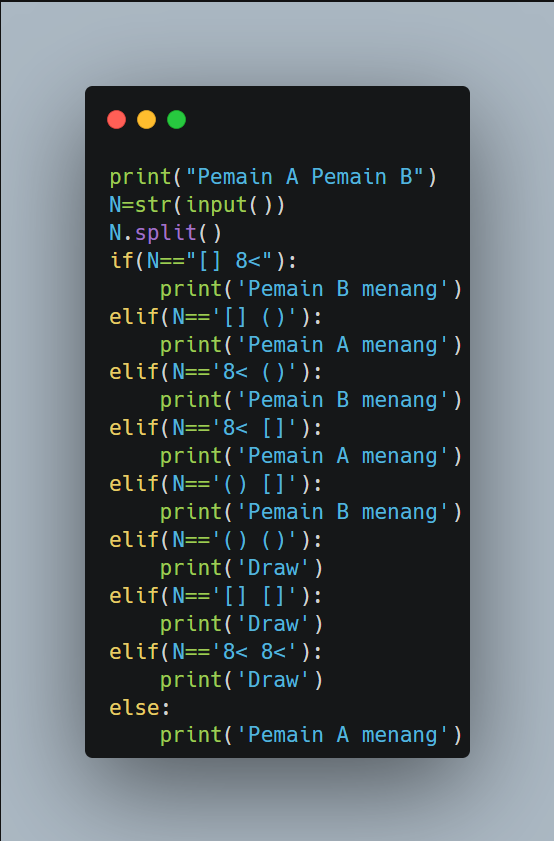 print("Pemain A Pemain B")
N=str(input())
N.split()
if(N=="[] 8<"):
    print('Pemain B menang')
elif(N=='[] ()'):
    print('Pemain A menang')
elif(N=='8< ()'):
    print('Pemain B menang')
elif(N=='8< []'):
    print('Pemain A menang')
elif(N=='() []'):
    print('Pemain B menang')
elif(N=='() ()'):
    print('Draw')
elif(N=='[] []'):
    print('Draw')
elif(N=='8< 8<'):
    print('Draw')
else:
    print('Pemain A menang')